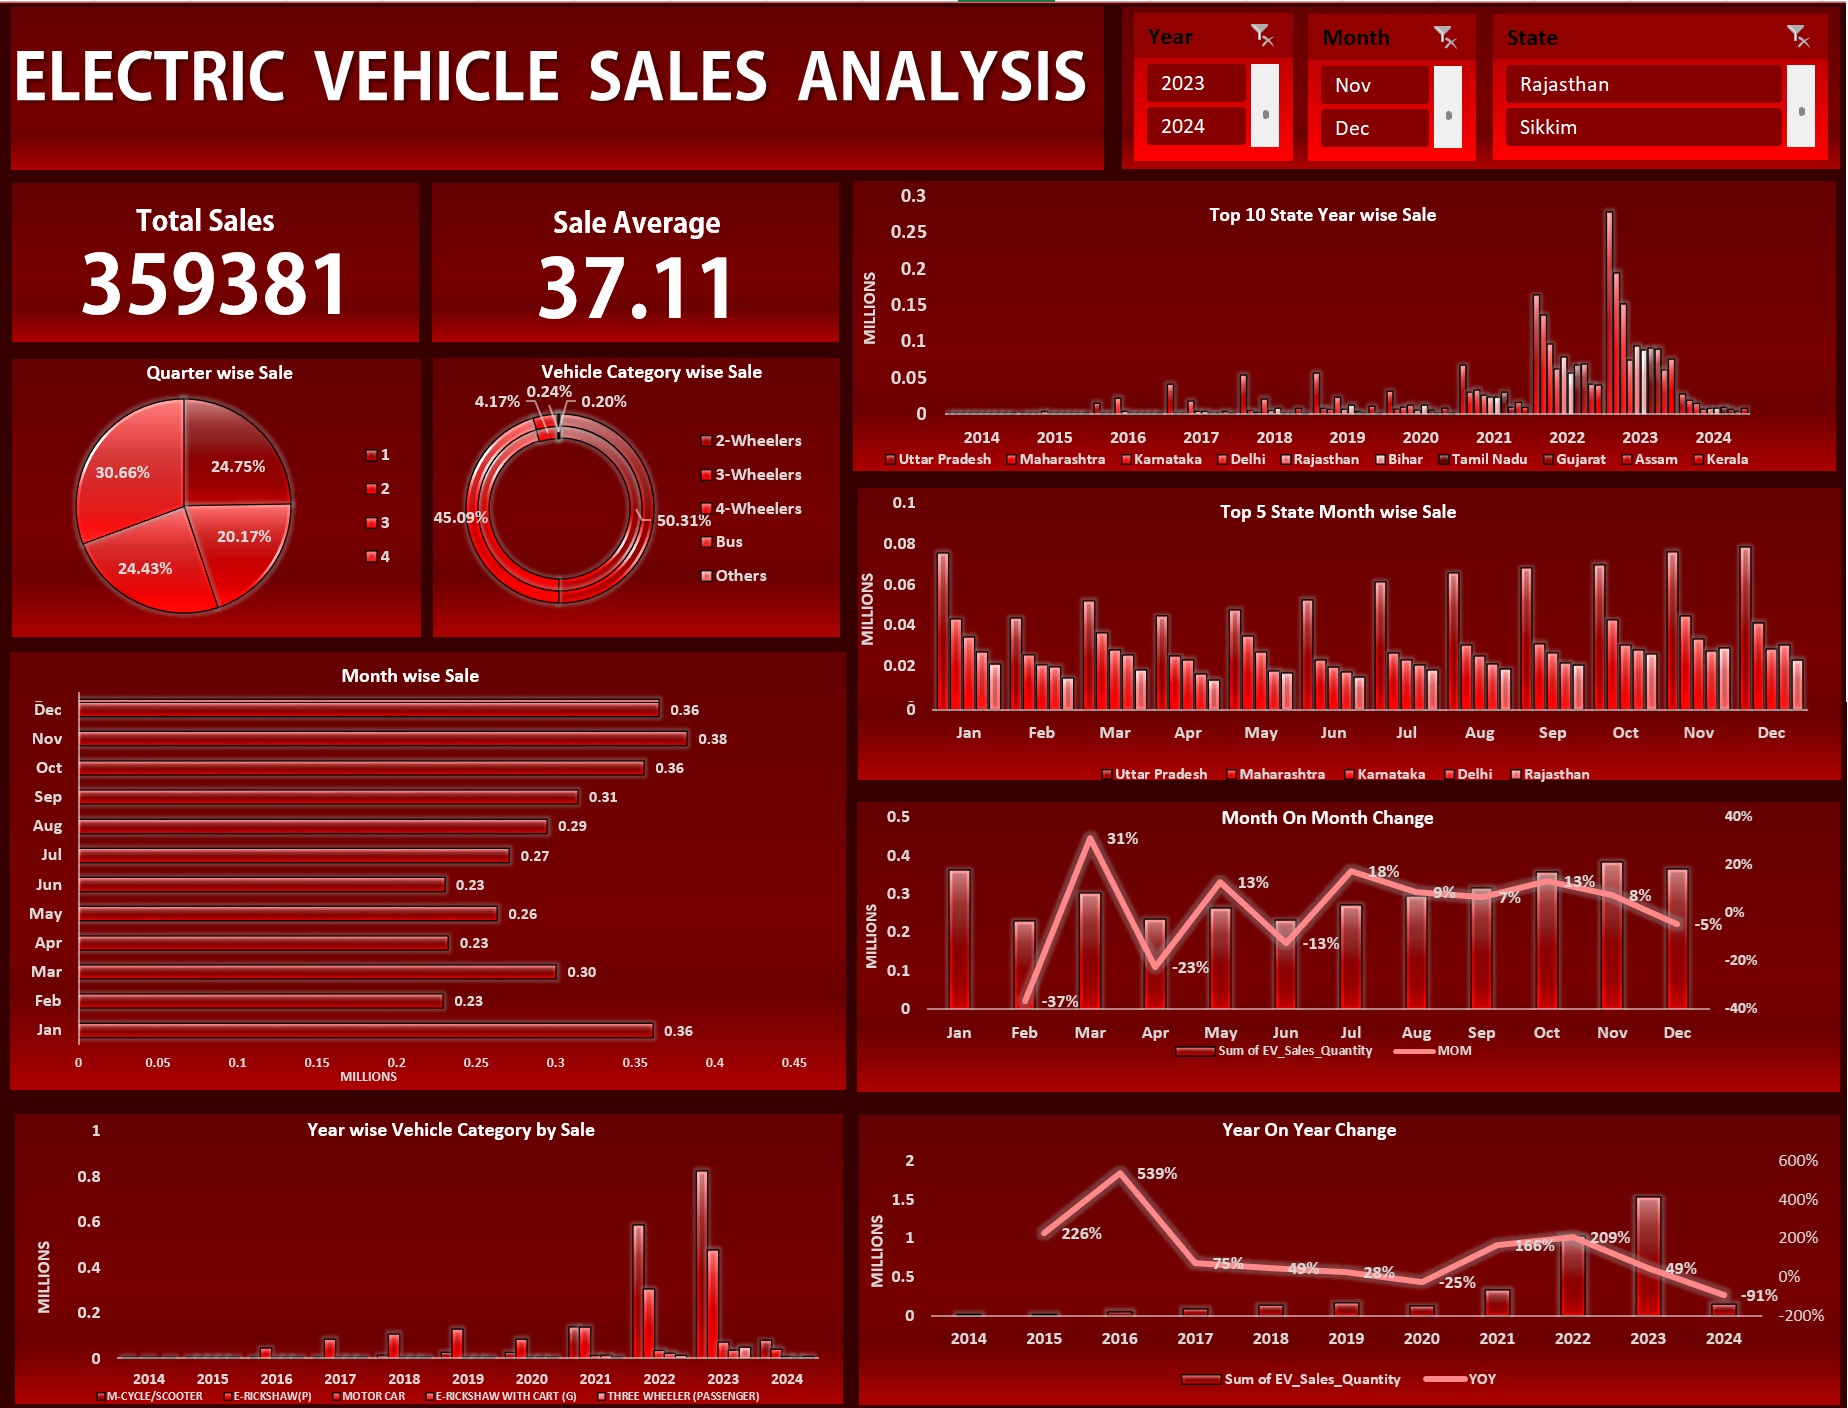 ELECTRIC VEHICLE SALES ANALYSIS
Year
2023
2024
Month
Nov
Dec
State
Rajasthan
Sikkim
Total Sales
359381
Sale Average
37.11
Top 10 State Year wise Sale
MILLIONS
0.3
0.25
0.2
0.15
0.1
0.05
0
2014 2015 2016 2017 2018 2019 2020 2021 2022 2023 2024
Uttar Pradesh Maharashtra Karnataka Delhi Rajasthan Bihar Tamil Nadu Gujarat Assam Kerala
Quarter wise Sale
30.66% 24.75%
20.17%
24.43%
1
2
3
4
Vehicle Category wise Sale
0.24%
4.17% 0.20%
45.09% 50.31%
2-Wheelers
3-Wheelers
4-Wheelers
Bus
Others
Top 5 State Month wise Sale
MILLIONS
0.1
0.08
0.06
0.04
0.02
0
Jan Feb Mar Apr May Jun Jul Aug Sep Oct Nov Dec
Uttar Pradesh Maharashtra Karnataka Delhi Rajasthan
Month wise Sale
Dec 0.36
Nov 0.38
Oct 0.36
Sep 0.31
Aug 0.29
Jul 0.27
Jun 0.23
May 0.26
Apr 0.23
Mar 0.30
Feb 0.23
Jan 0.36
0 0.05 0.1 0.15 0.2 0.25 0.3 0.35 0.4 0.45
MILLIONS
Month On Month Change
MILLIONS
0.5
0.4
0.3
0.2
0.1
0
40%
20%
0%
-20%
-40%
-37% 31% -23% 13% -13% 18% 9% 7% 13% 8% -5%
Jan Feb Mar Apr May Jun Jul Aug Sep Oct Nov Dec
Sum of EV_Sales_Quantity MOM
Year wise Vehicle Category by Sale
MILLIONS
1
0.8
0.6
0.4
0.2
0
2014 2015 2016 2017 2018 2019 2020 2021 2022 2023 2024
M-CYCLE/SCOOTER E-RICKSHAW(P) MOTOR CAR E-RICKSHAW WITH CART (G) THREE WHEELER (PASSENGER)
Year On Year Change
MILLIONS
2
1.5
1
0.5
0
600%
400%
200%
0%
-200%
226% 539% 75% 49% 28% -25% 166% 209% 49% -91%
2014 2015 2016 2017 2018 2019 2020 2021 2022 2023 2024
Sum of EV_Sales_Quantity YOY